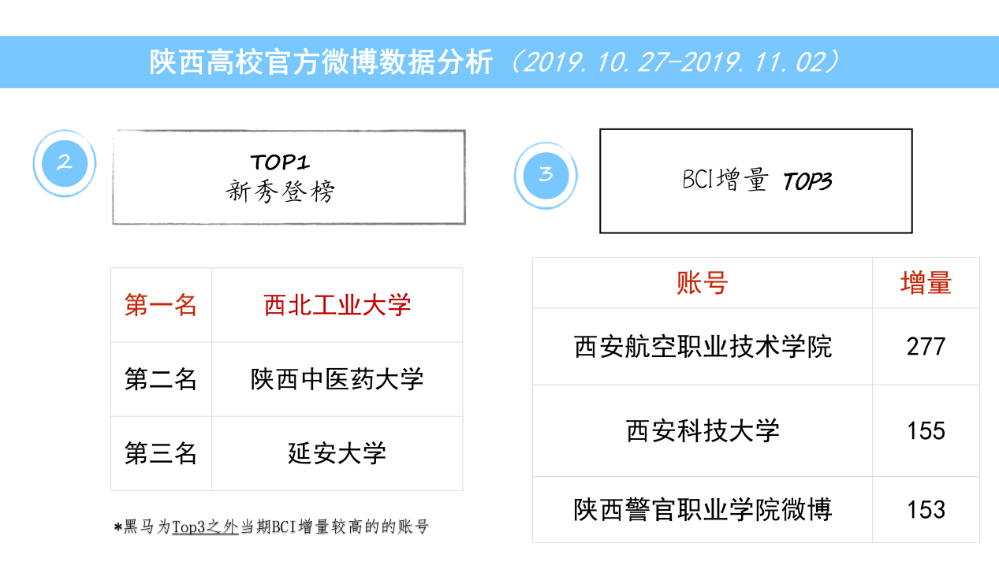 陕西高校官方微博数据分析（2019.10.27-2019.11.02）
2
TOP1
新秀登榜
第一名 西北工业大学
第二名 陕西中医药大学
第三名 延安大学
*黑马为Top3之外当期BCI增量较高的的账号
3
BCI增量 TOP3
账号 增量
西安航空职业技术学院 277
西安科技大学 155
陕西警官职业学院微博 153